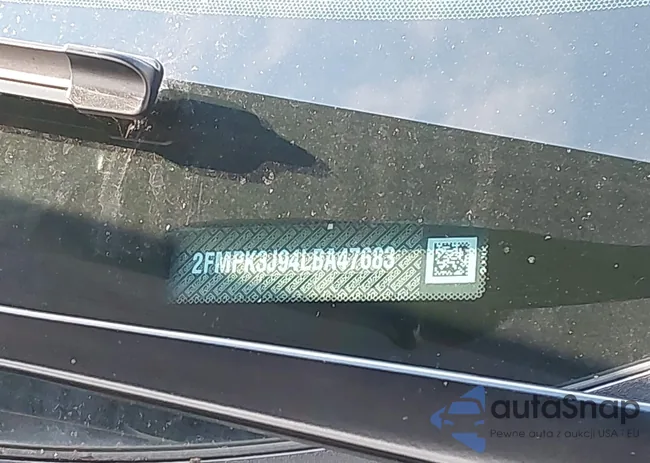 2FMPK3J94LBA47683
autoSnap
Pewne auta z aukcji USA - EU